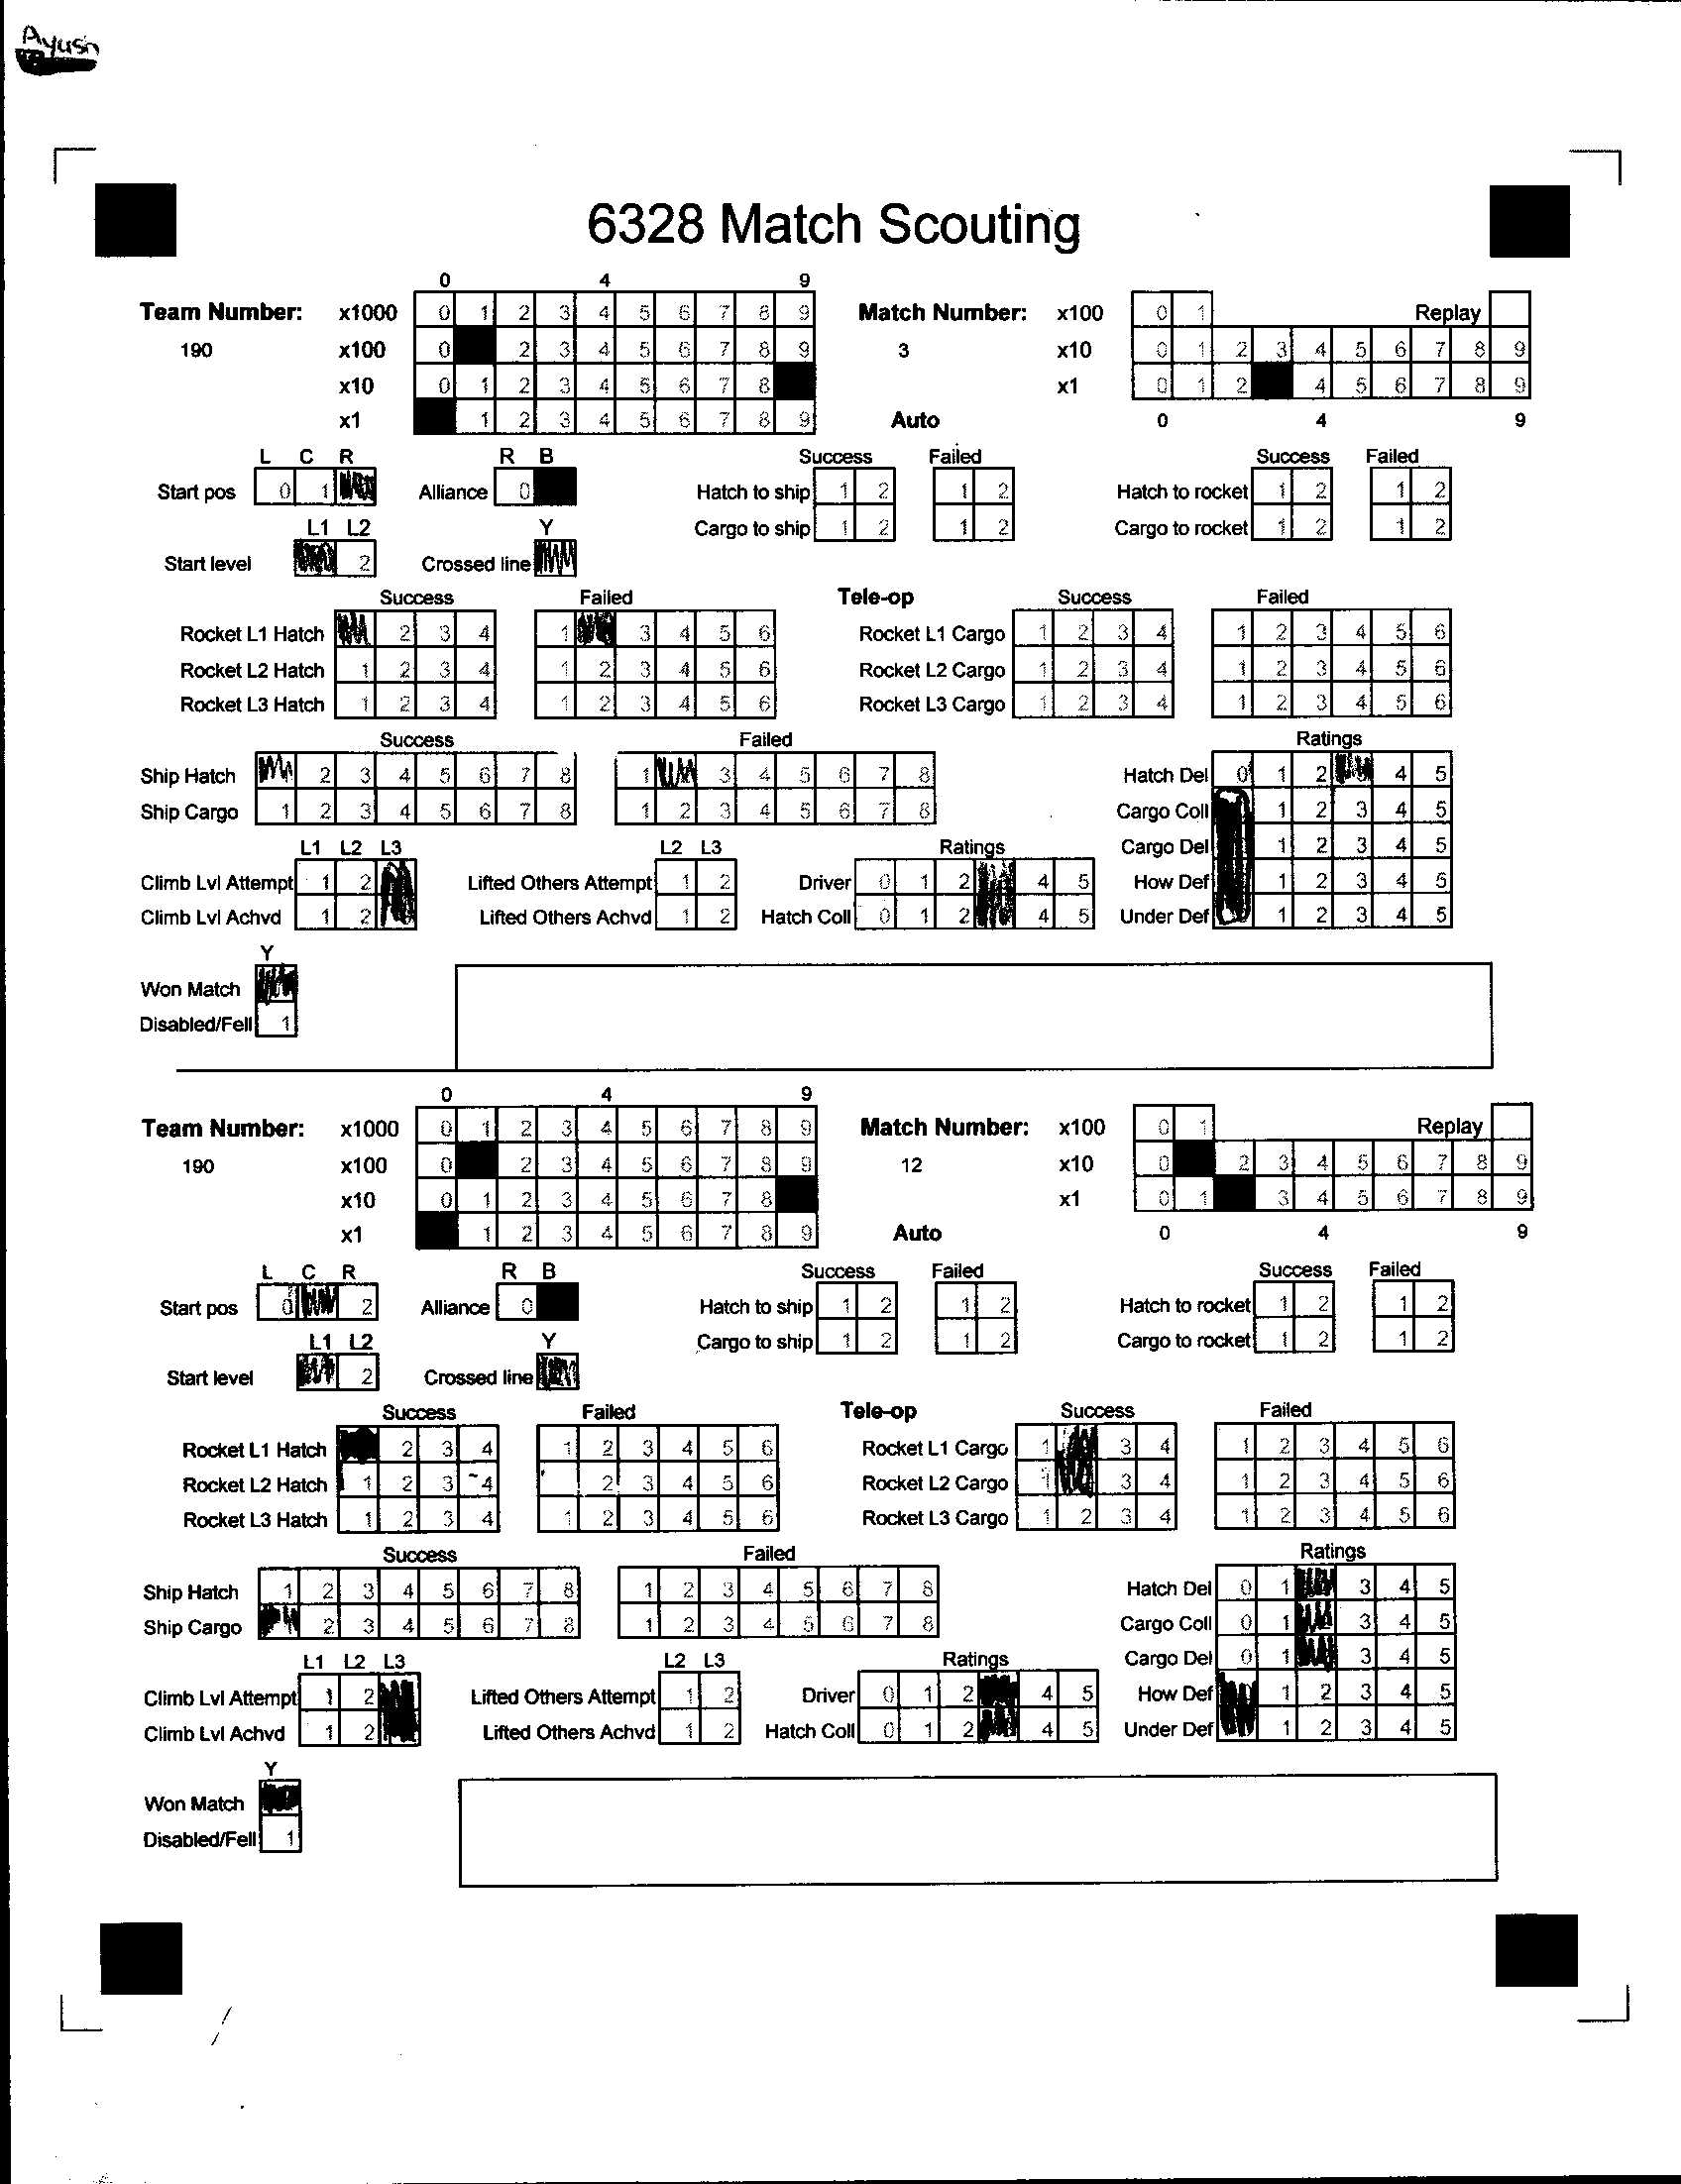 Ayush
6328 Match Scouting
0 4 9
Team Number: x1000 0 1 2 3 4 5 6 7 8 9 Match Number: x100 0 1 Replay
190 x100 0 2 3 4 5 6 7 8 9 3 x10 0 1 2 3 4 5 6 7 8 9
x10 0 1 2 3 4 5 6 7 8 x1 0 1 2 4 5 6 7 8 9
x1 1 2 3 4 5 6 7 8 9 Auto 0 4 9
L C R R B Success Failed Success Failed
Start pos 0 1 Alliance 0 Hatch to ship 1 2 1 2 Hatch to rocket 1 2 1 2
L1 L2 Y Cargo to ship 1 2 1 2 Cargo to rocket 1 2 1 2
Start level 2 Crossed line
Success Failed Tele-op Success Failed
Rocket L1 Hatch 2 3 4 1 3 4 5 6 Rocket L1 Cargo 1 2 3 4 1 2 3 4 5 6
Rocket L2 Hatch 1 2 3 4 1 2 3 4 5 6 Rocket L2 Cargo 1 2 3 4 1 2 3 4 5 6
Rocket L3 Hatch 1 2 3 4 1 2 3 4 5 6 Rocket L3 Cargo 1 2 3 4 1 2 3 4 5 6
Success Failed Ratings
Ship Hatch 2 3 4 5 6 7 8 1 3 4 5 6 7 8 Hatch Del 0 1 2 4 5
Ship Cargo 1 2 3 4 5 6 7 8 1 2 3 4 5 6 7 8 Cargo Coll 1 2 3 4 5
L1 L2 L3 L2 L3 Ratings Cargo Del 1 2 3 4 5
Climb Lvl Attempt 1 2 Lifted Others Attempt 1 2 Driver 0 1 2 4 5 How Def 1 2 3 4 5
Climb Lvl Achvd 1 2 Lifted Others Achvd 1 2 Hatch Coll 0 1 2 4 5 Under Def 1 2 3 4 5
Y
Won Match
Disabled/Fell 1
0 4 9
Team Number: x1000 0 1 2 3 4 5 6 7 8 9 Match Number: x100 0 1 Replay
190 x100 0 2 3 4 5 6 7 8 9 12 x10 0 2 3 4 5 6 7 8 9
x10 0 1 2 3 4 5 6 7 8 x1 0 1 3 4 5 6 7 8 9
x1 1 2 3 4 5 6 7 8 9 Auto 0 4 9
L C R R B Success Failed Success Failed
Start pos 0 2 Alliance 0 Hatch to ship 1 2 1 2 Hatch to rocket 1 2 1 2
L1 L2 Y Cargo to ship 1 2 1 2 Cargo to rocket 1 2 1 2
Start level 2 Crossed line
Success Failed Tele-op Success Failed
Rocket L1 Hatch 2 3 4 1 2 3 4 5 6 Rocket L1 Cargo 1 3 4 1 2 3 4 5 6
Rocket L2 Hatch 1 2 3 4 2 3 4 5 6 Rocket L2 Cargo 1 3 4 1 2 3 4 5 6
Rocket L3 Hatch 1 2 3 4 1 2 3 4 5 6 Rocket L3 Cargo 1 2 3 4 1 2 3 4 5 6
Success Failed Ratings
Ship Hatch 1 2 3 4 5 6 7 8 1 2 3 4 5 6 7 8 Hatch Del 0 1 3 4 5
Ship Cargo 2 3 4 5 6 7 8 1 2 3 4 5 6 7 8 Cargo Coll 0 1 3 4 5
L1 L2 L3 L2 L3 Ratings Cargo Del 0 1 3 4 5
Climb Lvl Attempt 1 2 Lifted Others Attempt 1 2 Driver 0 1 2 4 5 How Def 1 2 3 4 5
Climb Lvl Achvd 1 2 Lifted Others Achvd 1 2 Hatch Coll 0 1 2 4 5 Under Def 1 2 3 4 5
Y
Won Match
Disabled/Fell 1